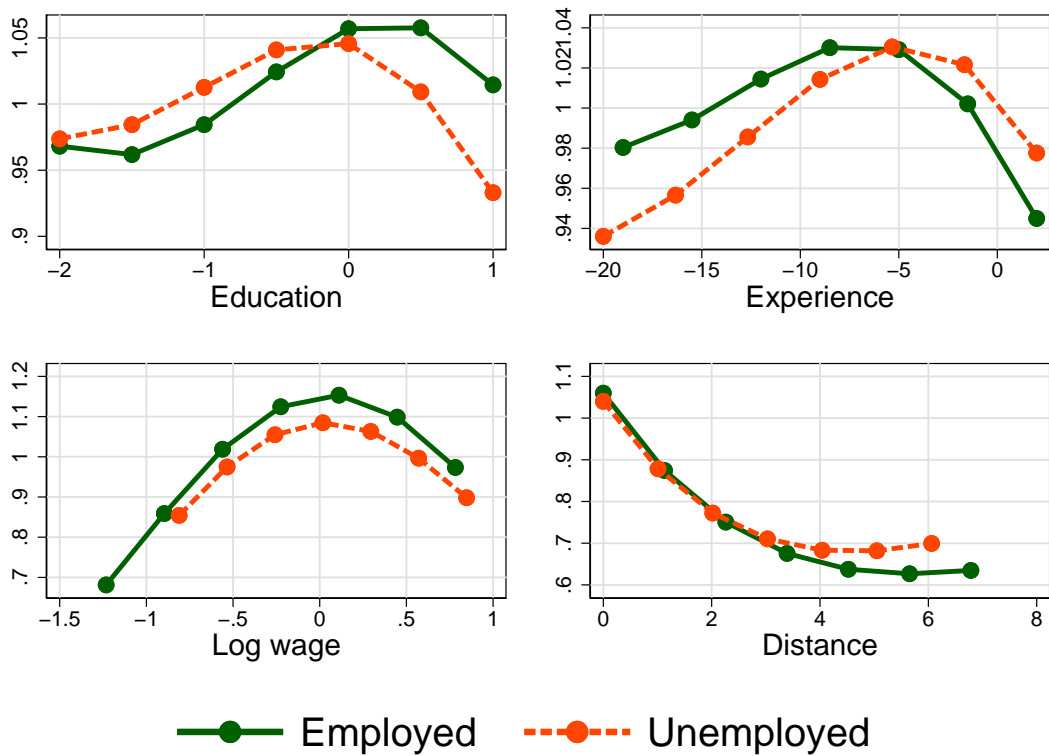 .9 .95 1 1.05
−2 −1 0 1
Education
.94 .96 .98 1 1.02 1.04
−20 −15 −10 −5 0
Experience
.7 .8 .9 1 1.1 1.2
−1.5 −1 −.5 0 .5 1
Log wage
.6 .7 .8 .9 1 1.1
0 2 4 6 8
Distance
Employed Unemployed